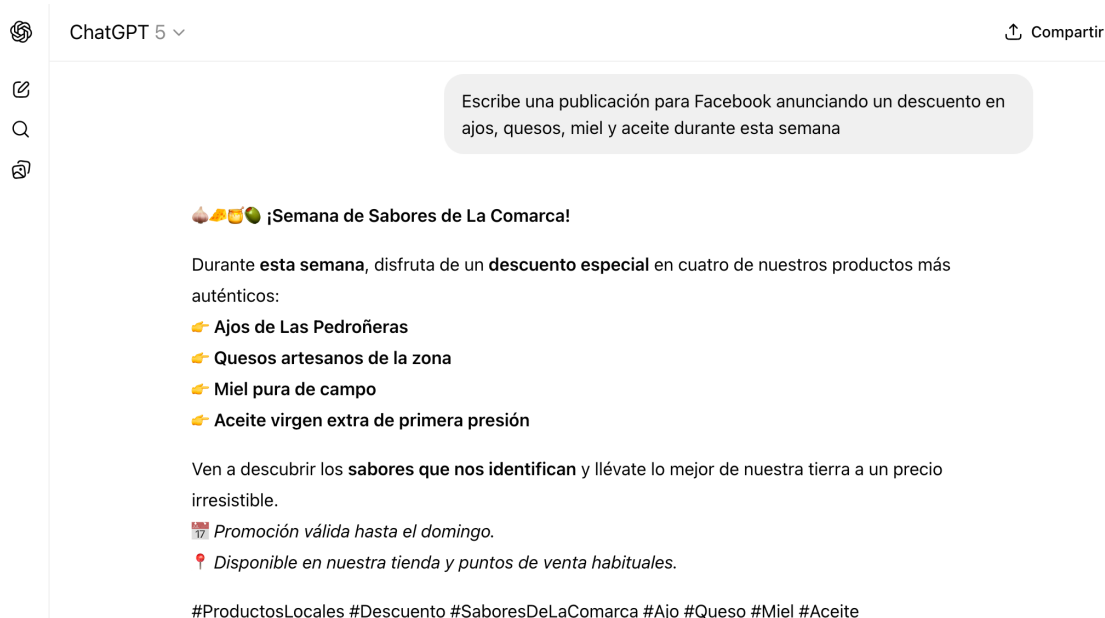 ChatGPT 5
Compartir
Escribe una publicación para Facebook anunciando un descuento en
ajos, quesos, miel y aceite durante esta semana
🧄🧀🍯🫒 ¡Semana de Sabores de La Comarca!
Durante esta semana, disfruta de un descuento especial en cuatro de nuestros productos más
auténticos:
👉 Ajos de Las Pedroñeras
👉 Quesos artesanos de la zona
👉 Miel pura de campo
👉 Aceite virgen extra de primera presión
Ven a descubrir los sabores que nos identifican y llévate lo mejor de nuestra tierra a un precio
irresistible.
📅 Promoción válida hasta el domingo.
📍 Disponible en nuestra tienda y puntos de venta habituales.
#ProductosLocales #Descuento #SaboresDeLaComarca #Ajo #Queso #Miel #Aceite